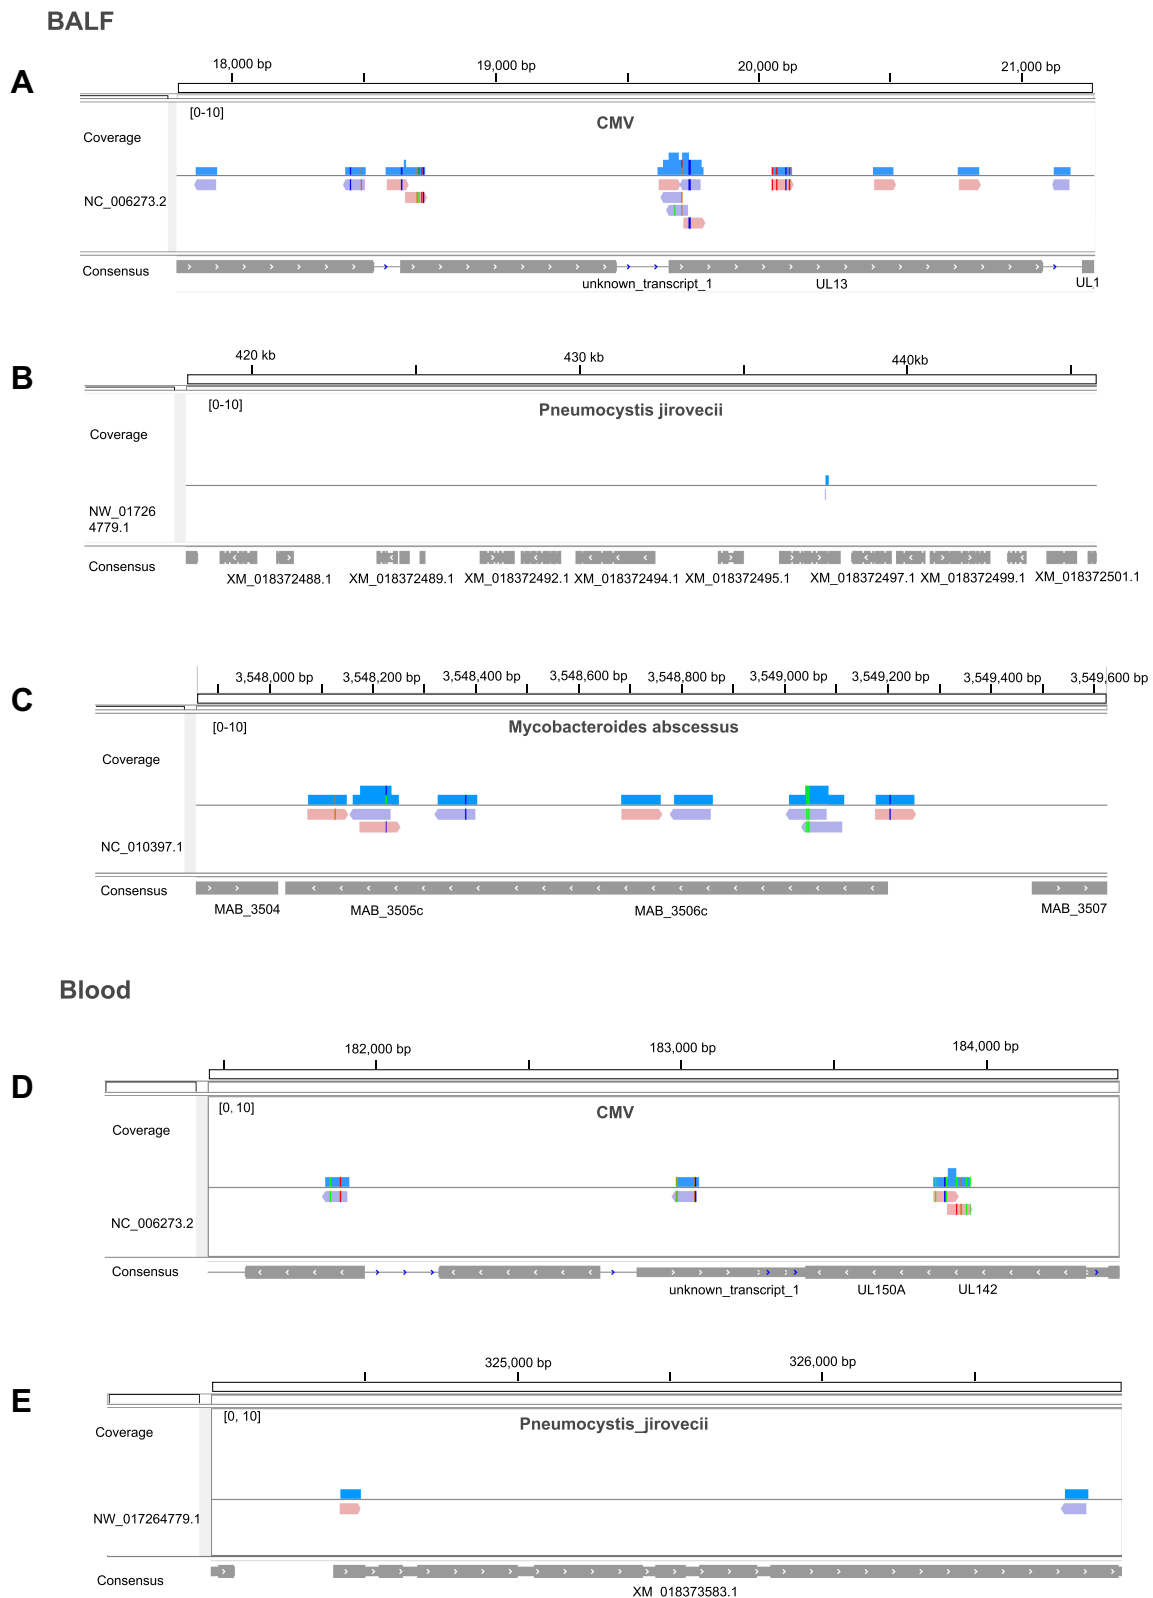 BALF
A
18,000 bp 19,000 bp 20,000 bp 21,000 bp
[0-10]
CMV
Coverage
NC_006273.2
Consensus
unknown_transcript_1 UL13 UL1
B
420 kb 430 kb 440kb
[0-10]
Pneumocystis jirovecii
Coverage
NW_01726
4779.1
Consensus
XM_018372488.1 XM_018372489.1 XM_018372492.1 XM_018372494.1 XM_018372495.1 XM_018372497.1 XM_018372499.1 XM_018372501.1
C
3,548,000 bp 3,548,200 bp 3,548,400 bp 3,548,600 bp 3,548,800 bp 3,549,000 bp 3,549,200 bp 3,549,400 bp 3,549,600 bp
[0-10]
Mycobacteroides abscessus
Coverage
NC_010397.1
Consensus
MAB_3504 MAB_3505c MAB_3506c MAB_3507
Blood
D
182,000 bp 183,000 bp 184,000 bp
[0, 10]
CMV
Coverage
NC_006273.2
Consensus
unknown_transcript_1 UL150A UL142
E
325,000 bp 326,000 bp
[0, 10]
Pneumocystis_jirovecii
Coverage
NW_017264779.1
Consensus
XM_018373583.1